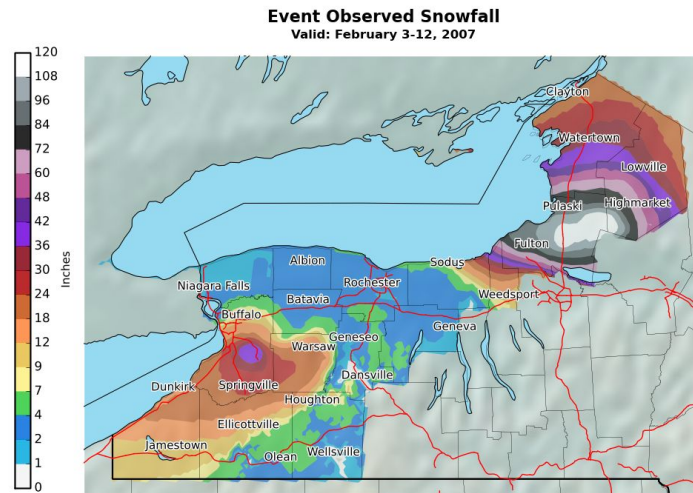 Event Observed Snowfall
Valid: February 3-12, 2007
120
108
96
84
72
60
48
42
36
30
24
18
12
9
7
4
2
1
0
Inches
Clayton
Watertown
Lowville
Pulaski
Highmarket
Fulton
Albion
Sodus
Niagara Falls
Rochester
Weedsport
Batavia
Buffalo
Geneva
Geneseo
Warsaw
Dansville
Dunkirk
Springville
Houghton
Ellicottville
Jamestown
Olean
Wellsville